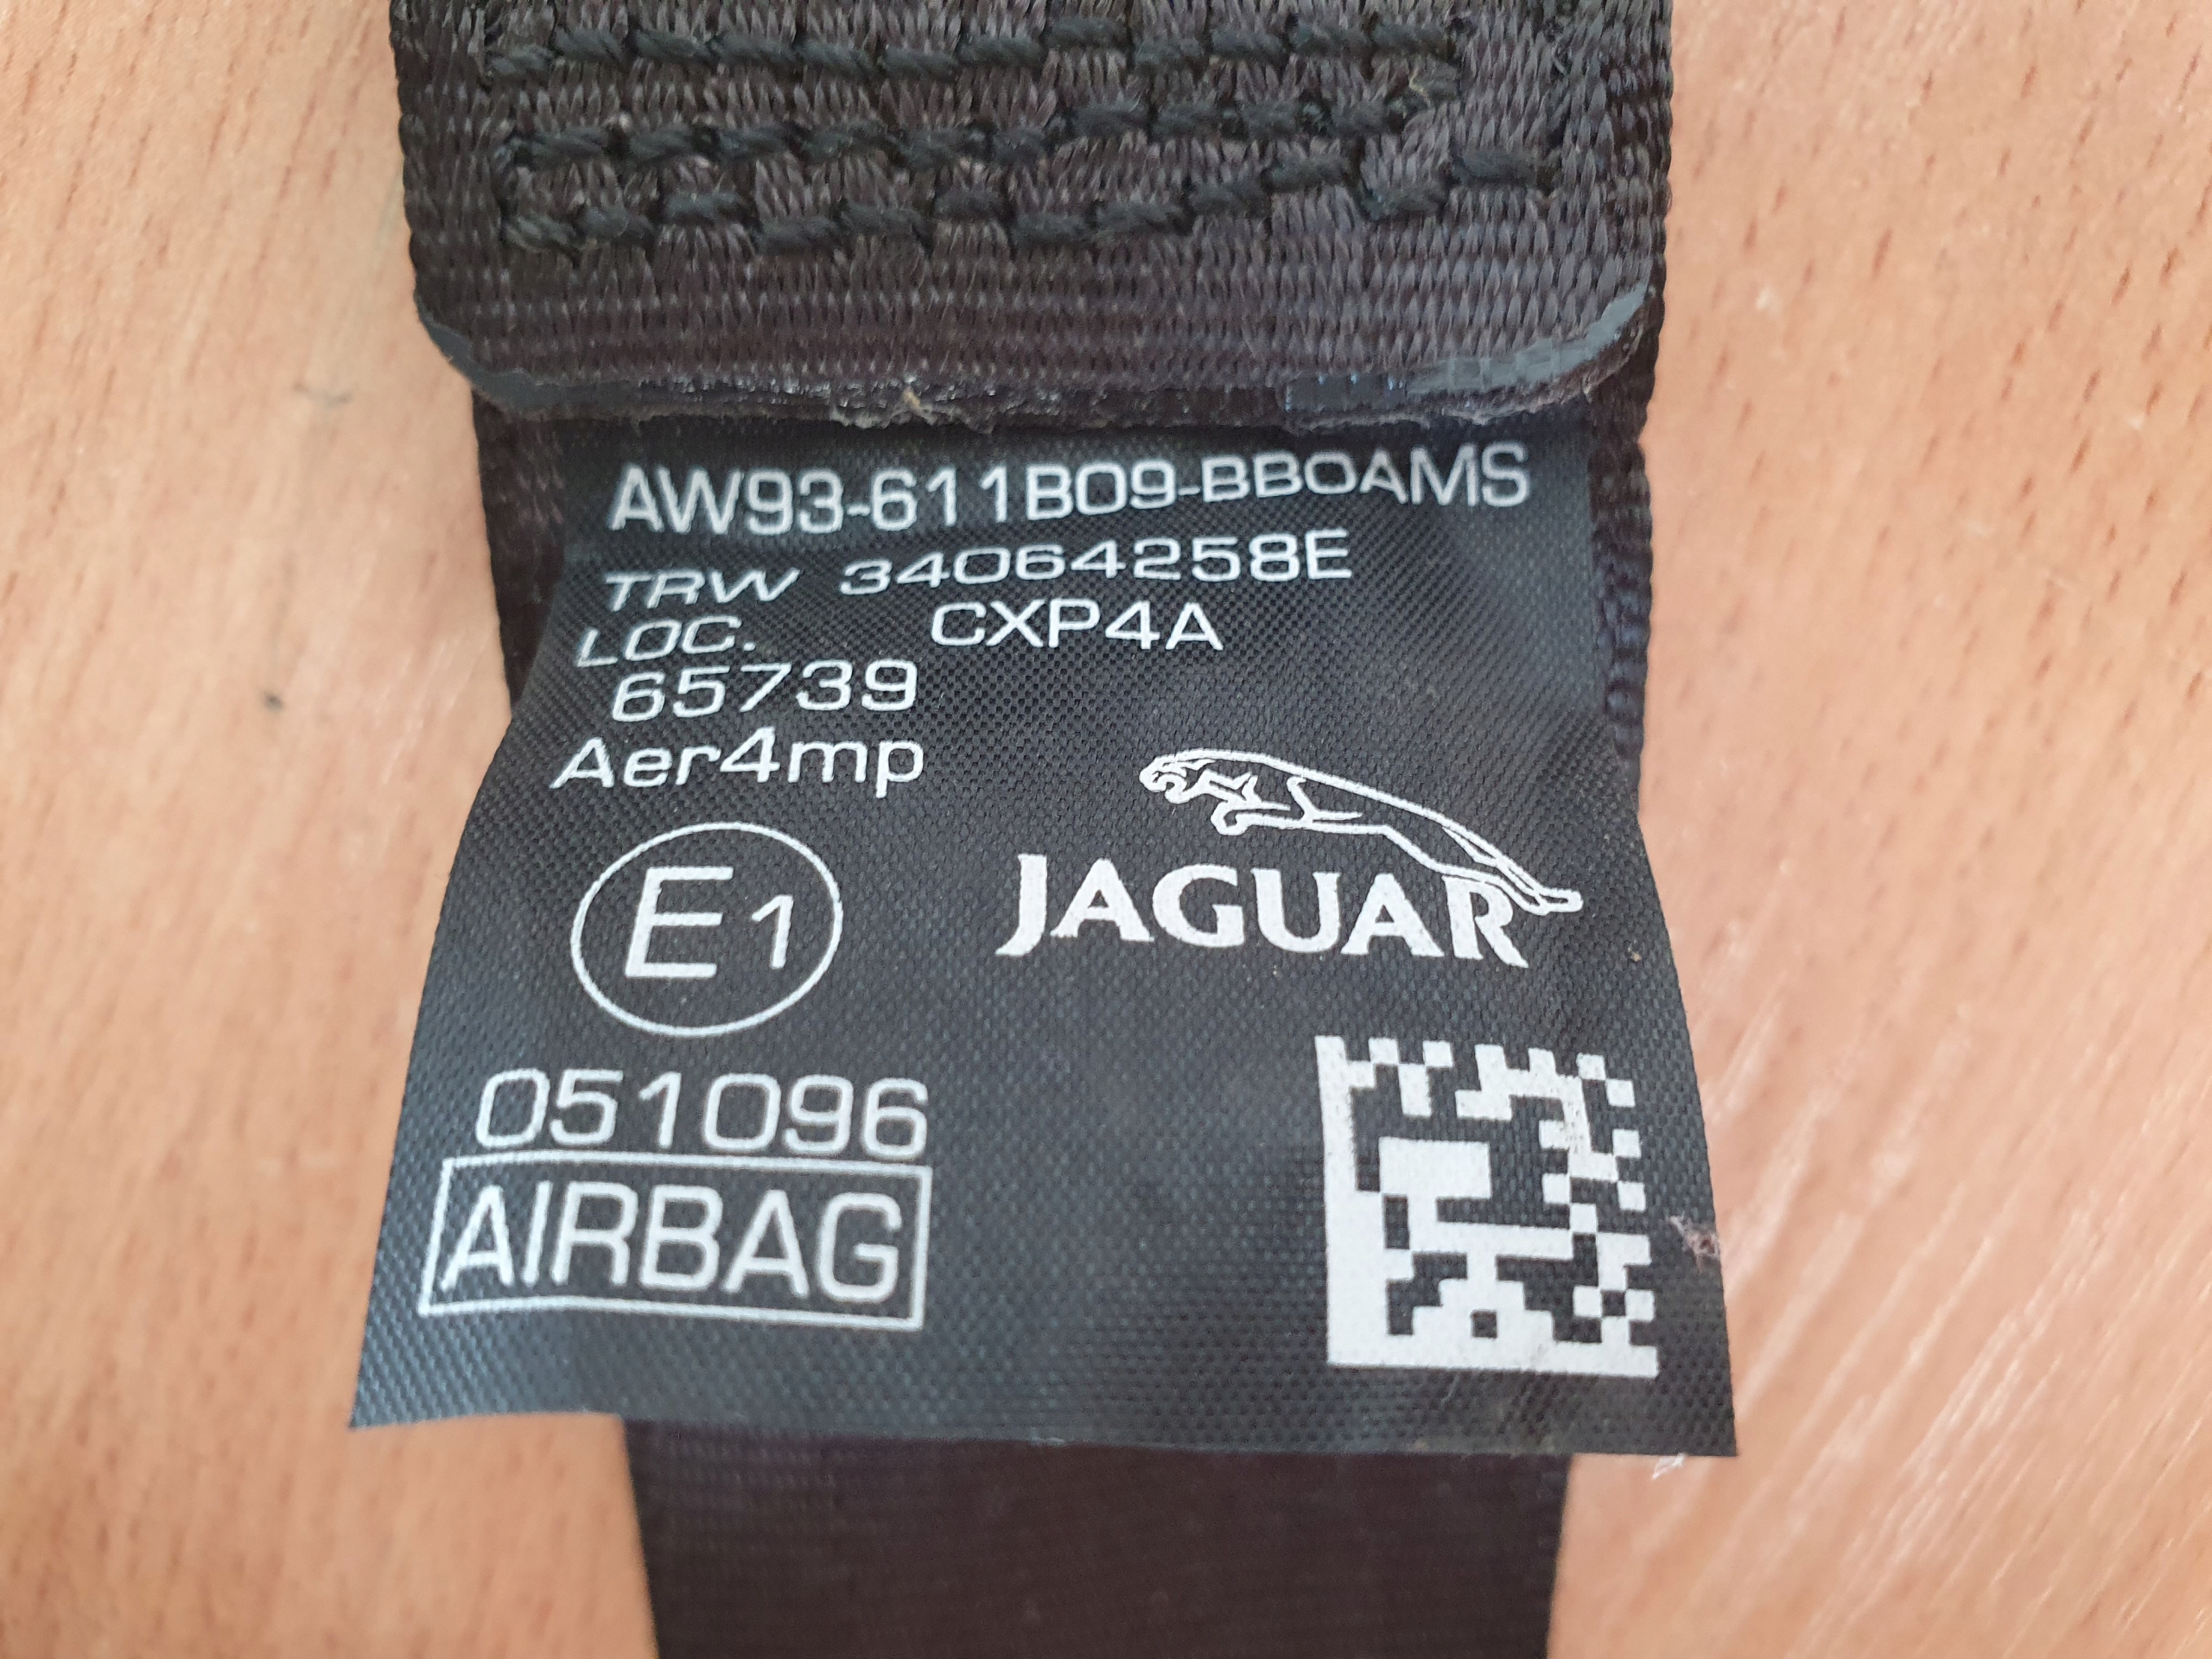 AW93-611B09-BBOAMS
TRW 34064258E
LOC. CXP4A
65739
Aer4mp
E1
JAGUAR
051096
AIRBAG